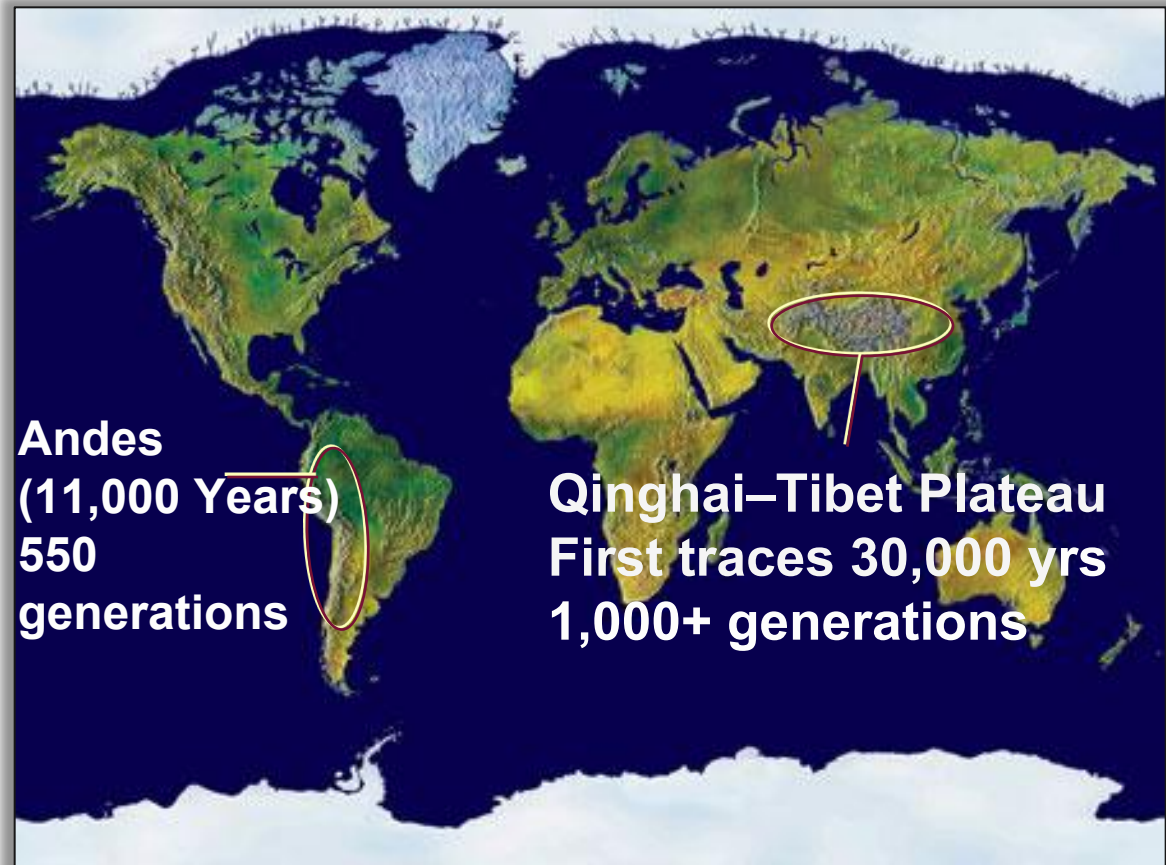 Andes
(11,000 Years)
550
generations
Qinghai–Tibet Plateau
First traces 30,000 yrs
1,000+ generations